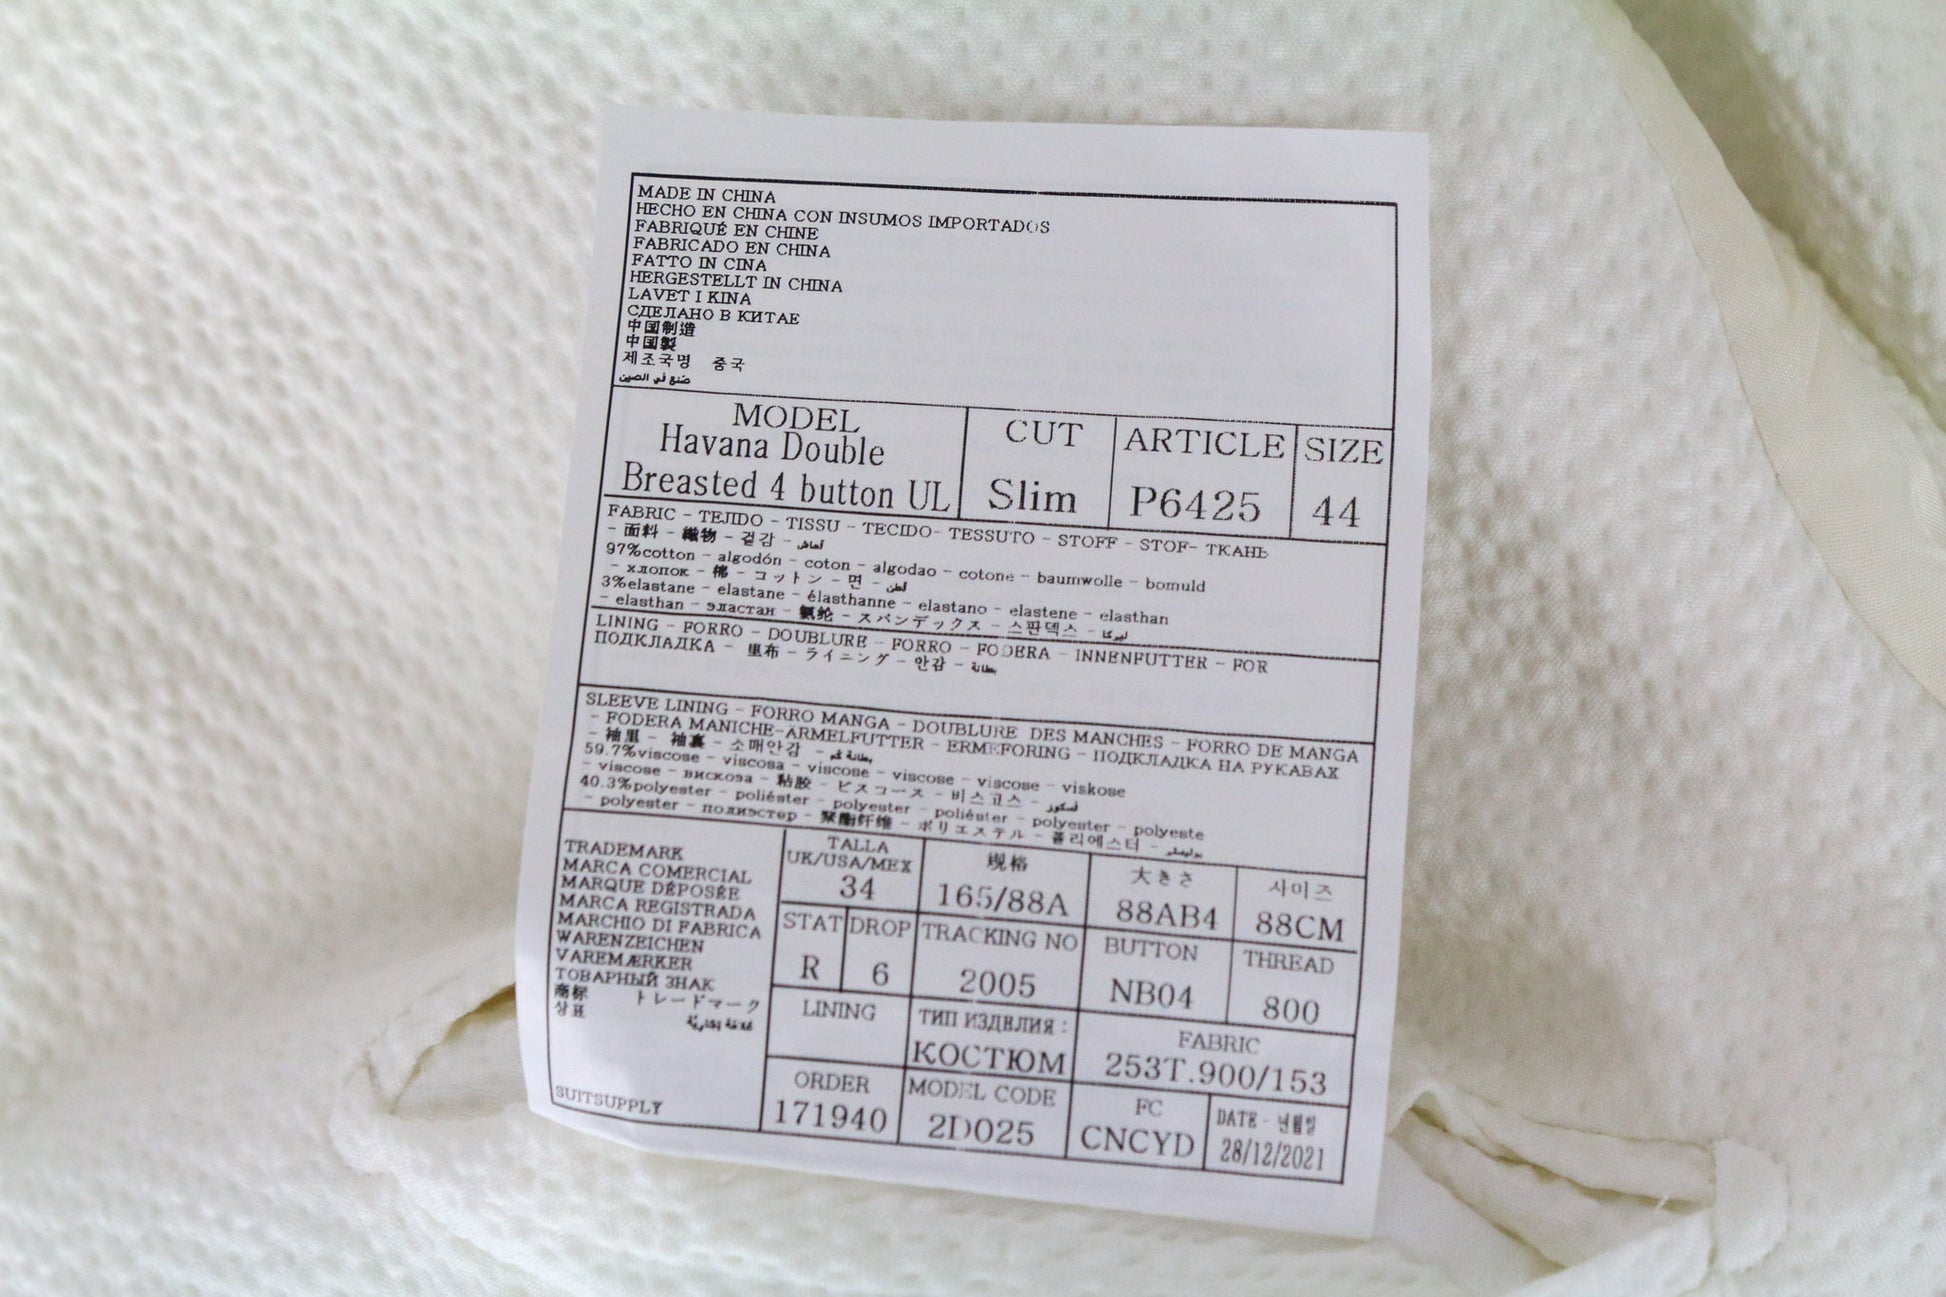 MADE IN CHINA
HECHO EN CHINA CON INSUMOS IMPORTADOS
FABRIQUÉ EN CHINE
FABRICADO EN CHINA
FATTO IN CINA
HERGESTELLT IN CHINA
LAVET I KINA
СДЕЛАНО В КИТАЕ
中国制造
中国製
제조국명 중국
صنع في الصين
MODEL
Havana Double
Breasted 4 button UL
CUT
Slim
ARTICLE
P6425
SIZE
44
FABRIC - TEJIDO - TISSU - TECIDO- TESSUTO - STOFF - STOF- ТКАНЬ
- 面料 - 織物 - 겉감 - قماش
97%cotton - algodón - coton - algodao - cotone - baumwolle - bomuld
- хлопок - 棉 - コットン - 면 -
3%elastane - elastane - élasthanne - elastano - elastene - elasthan
- elasthan - эластан - 氨纶 - スパンデックス - 스판덱스 - ليكرا
LINING - FORRO - DOUBLURE - FORRO - FODERA - INNENFUTTER - FOR
ПОДКЛАДКА - 里布 - ライニング - 안감 - بطانة
SLEEVE LINING - FORRO MANGA - DOUBLURE DES MANCHES - FORRO DE MANGA
- FODERA MANICHE-ÄRMELFUTTER - ERMEFORING - ПОДКЛАДКА НА РУКАВАХ
- 袖里 - 袖裏 - 소매안감 - بطانة كم
59.7%viscose - viscosa - viscose - viscose - viscose - viskose
- viscose - вискоза - 粘胶 - ビスコース - 비스코스 - فسكوز
40.3%polyester - poliéster - polyester - poliéster - polyester - polyeste
- polyester - полиэстер - 聚酯纤维 - ポリエステル - 폴리에스터 - بوليستر
TRADEMARK
MARCA COMERCIAL
MARQUE DÉPOSÉE
MARCA REGISTRADA
MARCHIO DI FABRICA
WARENZEICHEN
VAREMÆRKER
ТОВАРНЫЙ ЗНАК
商标 トレードマーク
상표 علامة تجارية
SUITSUPPLY
TALLA
UK/USA/MEX
34
规格
165/88A
大きさ
88AB4
사이즈
88CM
STAT
R
DROP
6
TRACKING NO
2005
BUTTON
NB04
THREAD
800
LINING
ТИП ИЗДЕЛИЯ :
КОСТЮМ
FABRIC
253T.900/153
ORDER
171940
MODEL CODE
2D025
FC
CNCYD
DATE - 년월일
28/12/2021